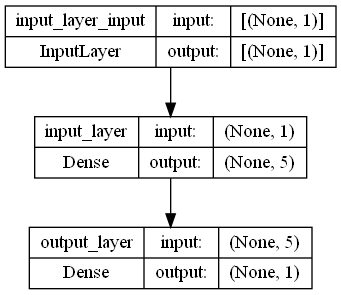 input_layer_input input: [(None, 1)]
InputLayer output: [(None, 1)]
input_layer input: (None, 1)
Dense output: (None, 5)
output_layer input: (None, 5)
Dense output: (None, 1)